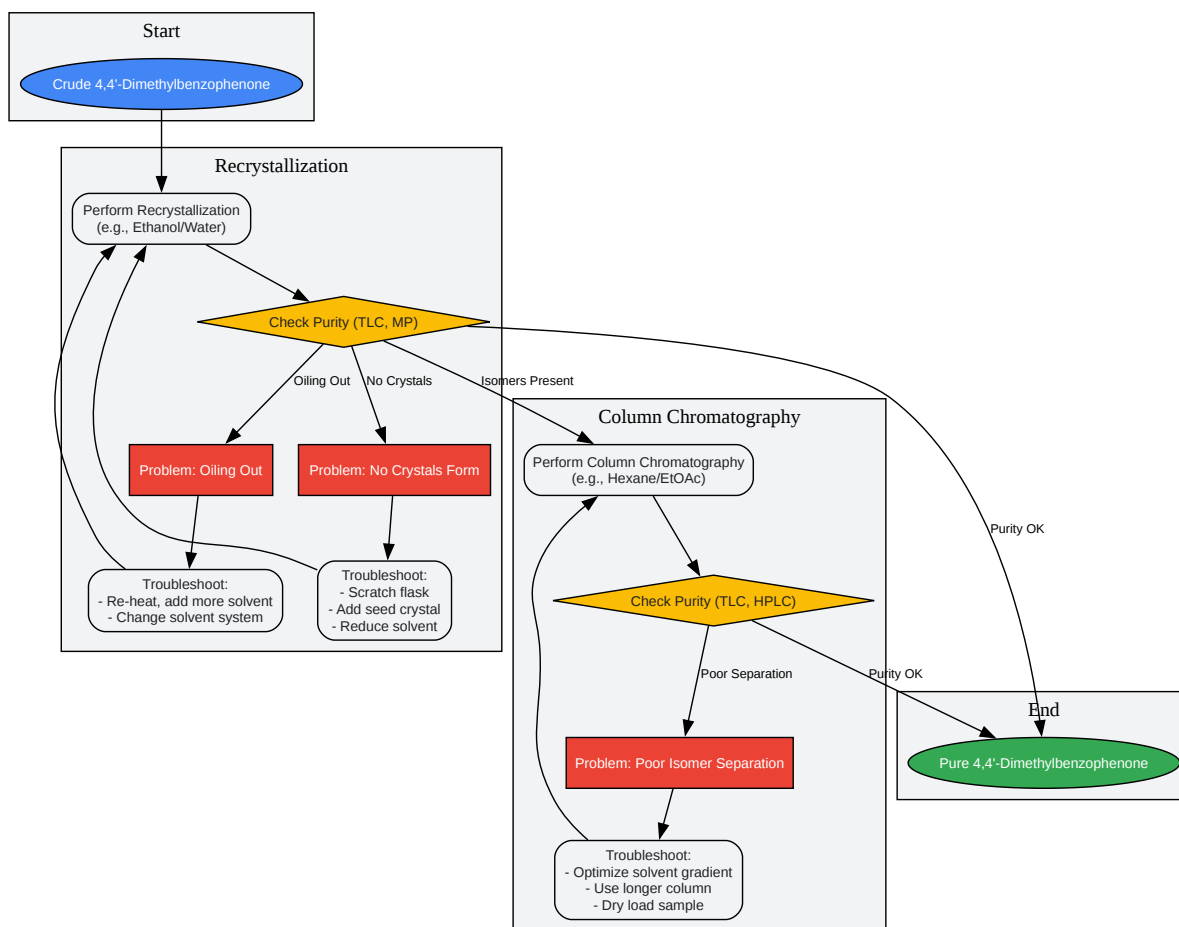 Start
Crude 4,4'-Dimethylbenzophenone
Recrystallization
Perform Recrystallization
(e.g., Ethanol/Water)
Check Purity (TLC, MP)
Oiling Out
No Crystals
Isomers Present
Problem: Oiling Out
Problem: No Crystals Form
Troubleshoot:
- Re-heat, add more solvent
- Change solvent system
Troubleshoot:
- Scratch flask
- Add seed crystal
- Reduce solvent
Column Chromatography
Perform Column Chromatography
(e.g., Hexane/EtOAc)
Purity OK
Check Purity (TLC, HPLC)
Poor Separation
Purity OK
Problem: Poor Isomer Separation
Troubleshoot:
- Optimize solvent gradient
- Use longer column
- Dry load sample
End
Pure 4,4'-Dimethylbenzophenone